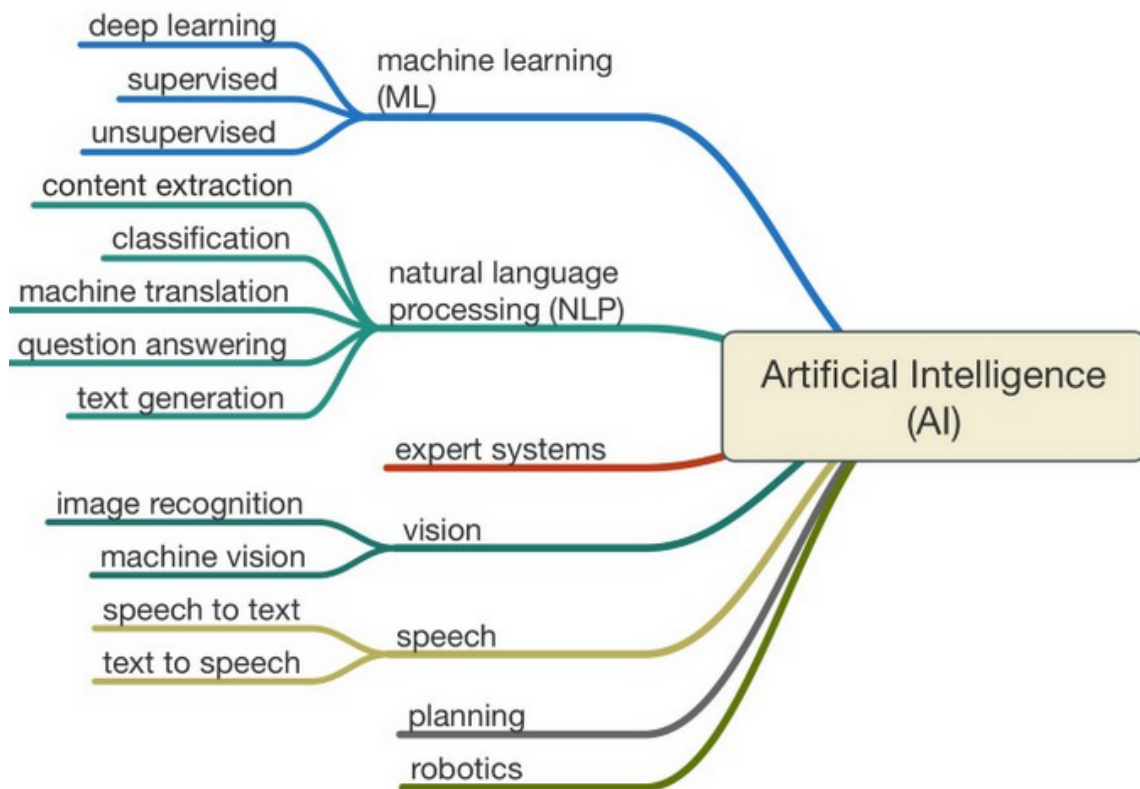 deep learning
supervised
unsupervised
machine learning
(ML)
content extraction
classification
machine translation
question answering
text generation
natural language
processing (NLP)
Artificial Intelligence
(AI)
expert systems
image recognition
machine vision
vision
speech to text
text to speech
speech
planning
robotics